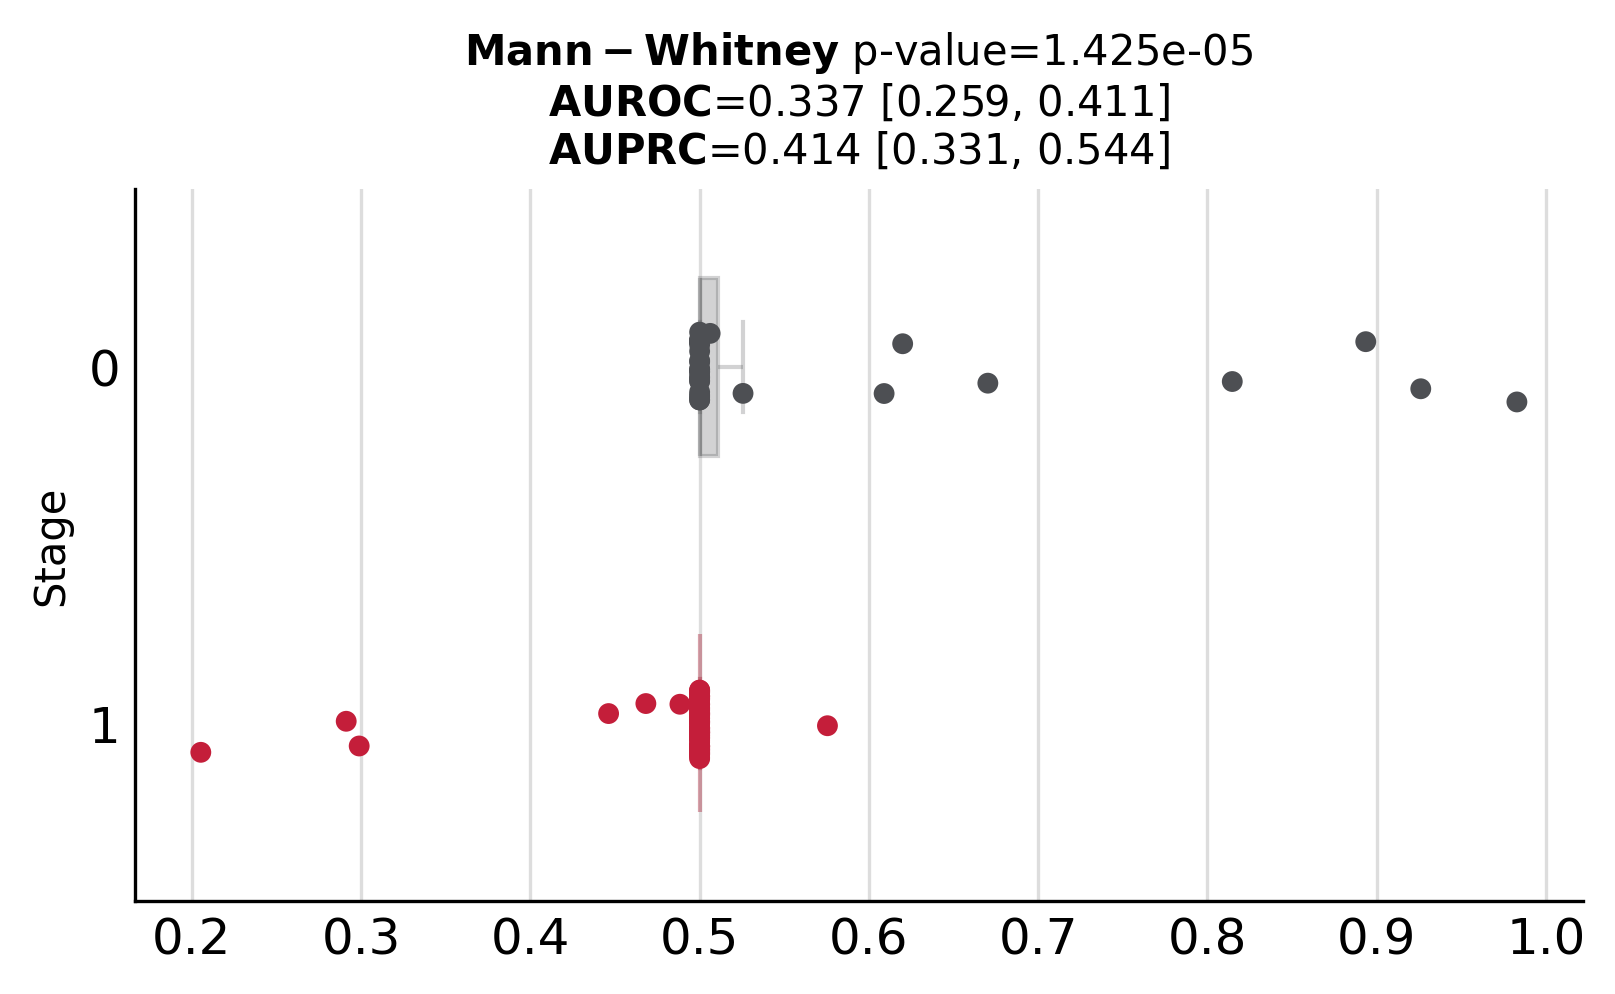 Mann − Whitney p-value=1.425e-05
AUROC=0.337 [0.259, 0.411]
AUPRC=0.414 [0.331, 0.544]
0
Stage
1
0.2 0.3 0.4 0.5 0.6 0.7 0.8 0.9 1.0